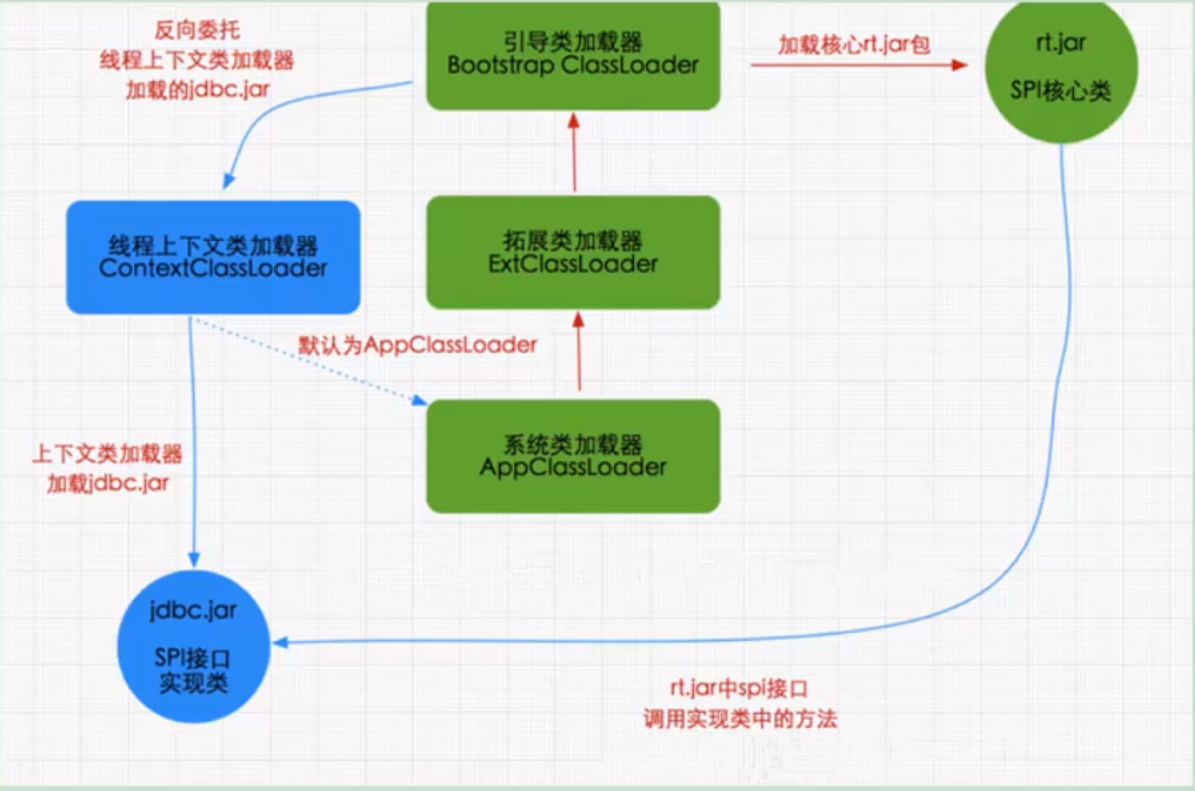 反向委托
线程上下文类加载器
加载的jdbc.jar
引导类加载器
Bootstrap ClassLoader
加载核心rt.jar包
rt.jar
SPI核心类
线程上下文类加载器
ContextClassLoader
拓展类加载器
ExtClassLoader
默认为AppClassLoader
系统类加载器
AppClassLoader
上下文类加载器
加载jdbc.jar
jdbc.jar
SPI接口
实现类
rt.jar中spi接口
调用实现类中的方法